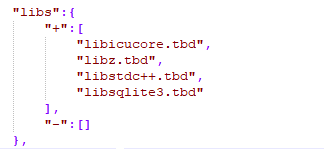 "libs":{
"+":[
"libicucore.tbd",
"libz.tbd",
"libstdc++.tbd",
"libsqlite3.tbd"
],
"-":[]
},